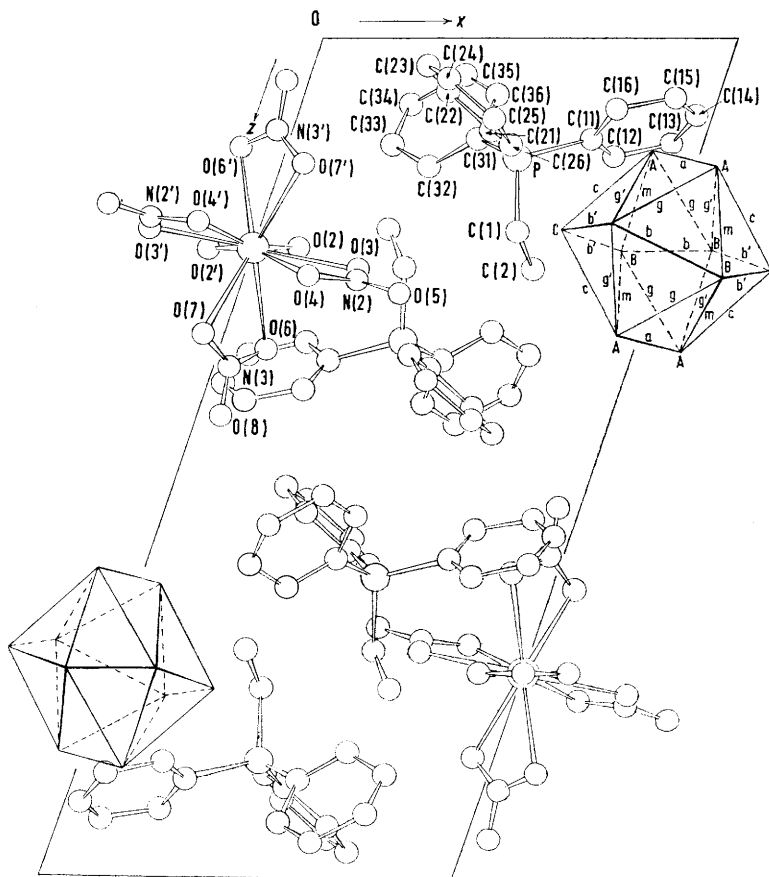 O x
C(24)
C(23) C(35) C(15)
C(16) C(14)
C(36)
C(34) C(22) C(25) C(11) C(13)
z N(3') C(33) C(21) C(12)
O(6') O(7') C(31) C(26)
C(32) P A a A
N(2') O(4') c g' m g g' c
b' g m
O(3') O(2) O(3) C(1) C b b
O(2') b' B B b'
O(4) N(2) O(5) C(2) g' B b'
O(7) m g g g' m c
O(6) c
N(3) A a A
O(8)